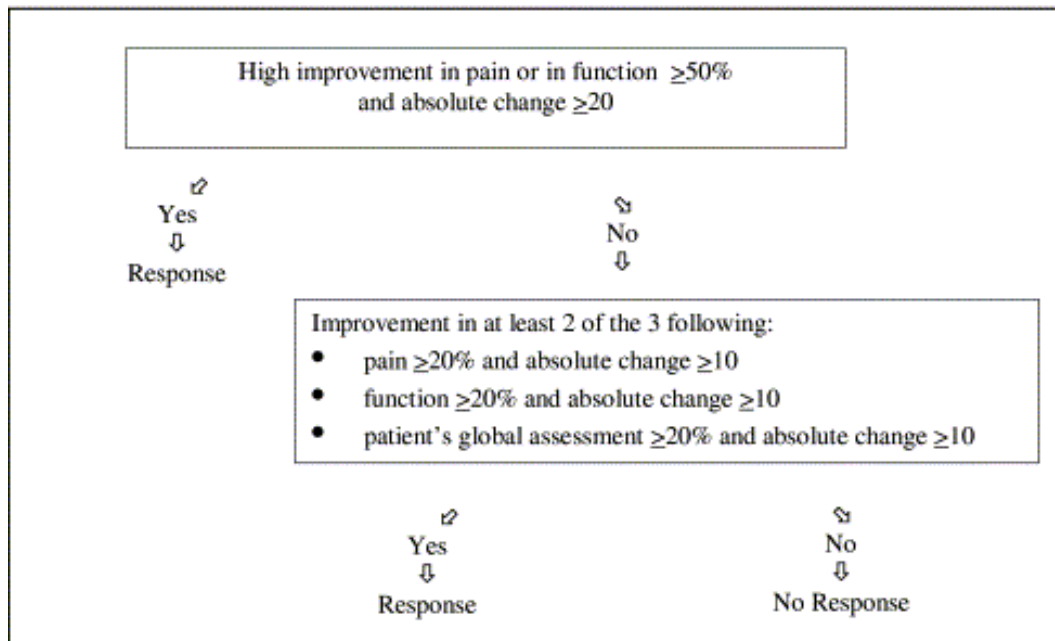 High improvement in pain or in function ≥50%
and absolute change ≥20
Yes
Response
No
Improvement in at least 2 of the 3 following:
● pain ≥20% and absolute change ≥10
● function ≥20% and absolute change ≥10
● patient's global assessment ≥20% and absolute change ≥10
Yes
Response
No
No Response